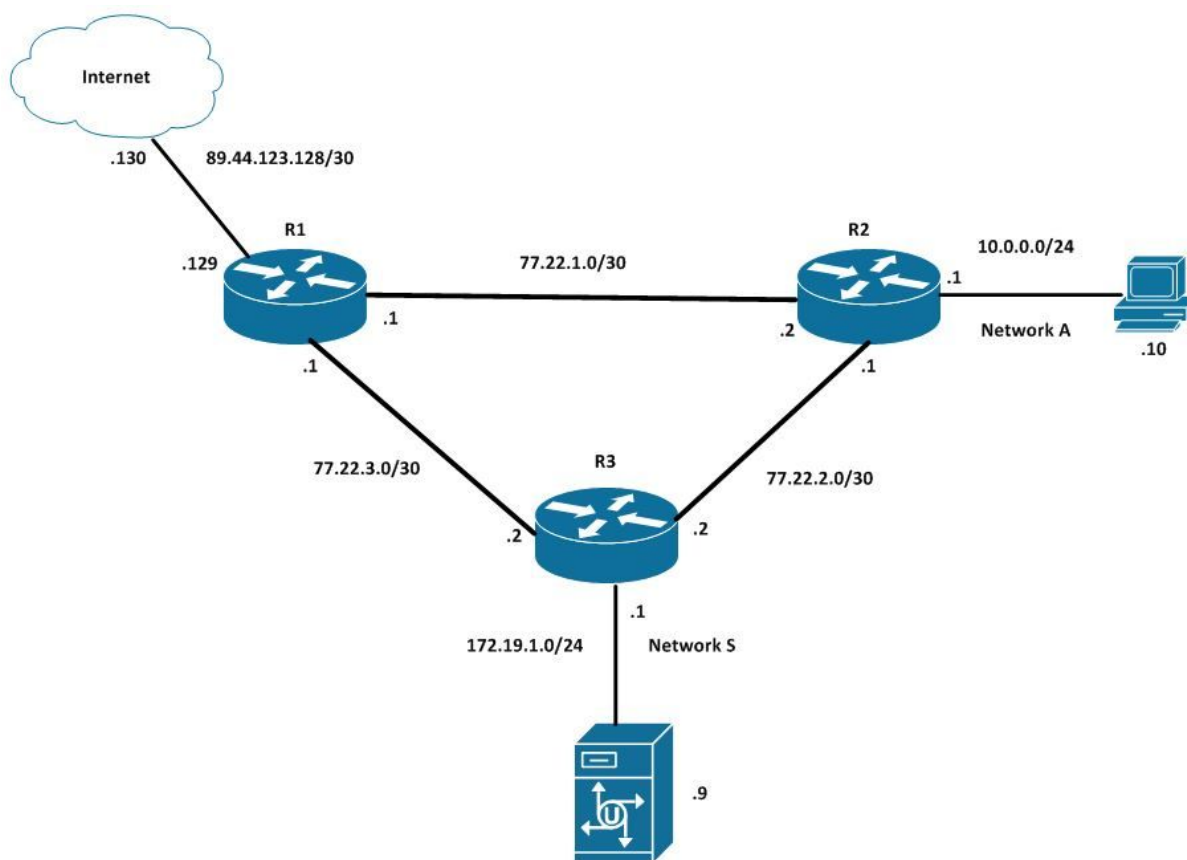 Internet
.130
89.44.123.128/30
R1
R2
.129
77.22.1.0/30
10.0.0.0/24
.1
.1
.2
Network A
.10
.1
.1
77.22.3.0/30
R3
77.22.2.0/30
.2
.2
.1
172.19.1.0/24
Network S
.9
U